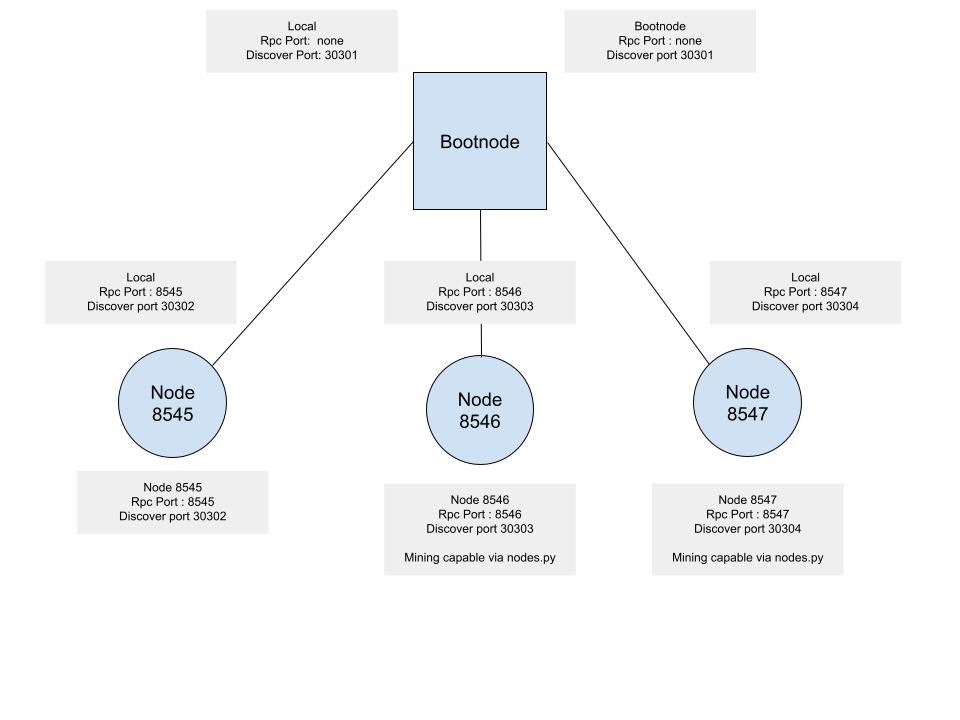 Local
Rpc Port:  none
Discover Port: 30301
Bootnode
Rpc Port : none
Discover port 30301
Bootnode
Local
Rpc Port : 8545
Discover port 30302
Local
Rpc Port : 8546
Discover port 30303
Local
Rpc Port : 8547
Discover port 30304
Node
8545
Node
8546
Node
8547
Node 8545
Rpc Port : 8545
Discover port 30302
Node 8546
Rpc Port : 8546
Discover port 30303
Mining capable via nodes.py
Node 8547
Rpc Port : 8547
Discover port 30304
Mining capable via nodes.py